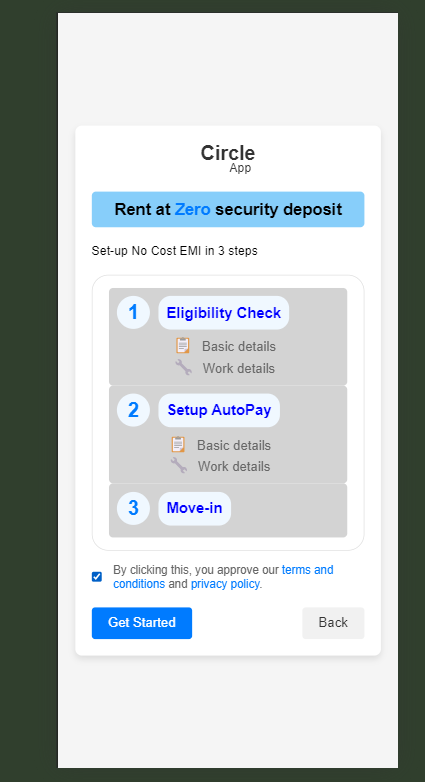 Circle
App
Rent at Zero security deposit
Set-up No Cost EMI in 3 steps
1 Eligibility Check
Basic details
Work details
2 Setup AutoPay
Basic details
Work details
3 Move-in
By clicking this, you approve our terms and
conditions and privacy policy.
Get Started Back